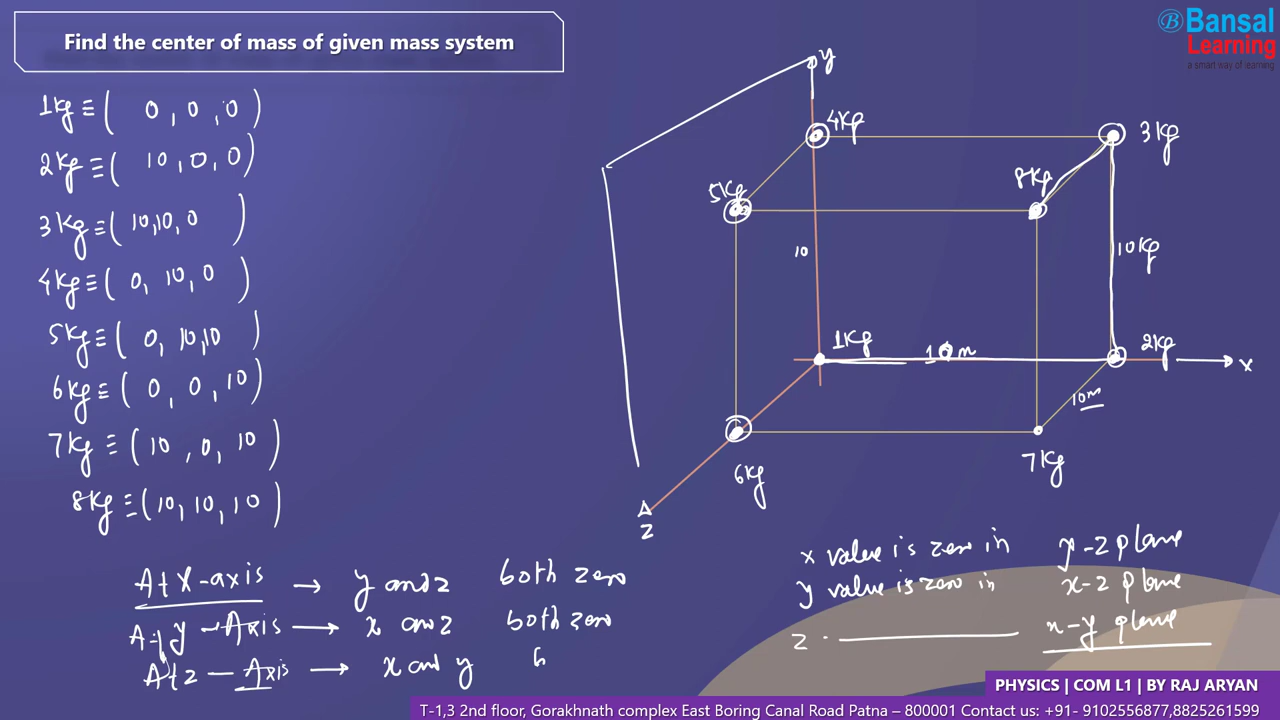 Find the center of mass of given mass system
Bansal
Learning
a smart way of learning
1kg ≡ ( 0, 0, 0 )
2kg ≡ ( 10, 0, 0 )
3kg ≡ ( 10, 10, 0 )
4kg ≡ ( 0, 10, 0 )
5kg ≡ ( 0, 10, 10 )
6kg ≡ ( 0, 0, 10 )
7kg ≡ ( 10, 0, 10 )
8kg ≡ ( 10, 10, 10 )
y
4kg
3kg
5kg
8kg
10
10kg
1kg
10m
2kg
x
10m
6kg
7kg
z
At X-axis → y and z both zero
At y - Axis → x and z both zero
At z - Axis → x and y b
x value is zero in y-z plane
y value is zero in x-z plane
z x-y plane
PHYSICS | COM L1 | BY RAJ ARYAN
T-1,3 2nd floor, Gorakhnath complex East Boring Canal Road Patna – 800001 Contact us: +91- 9102556877,8825261599